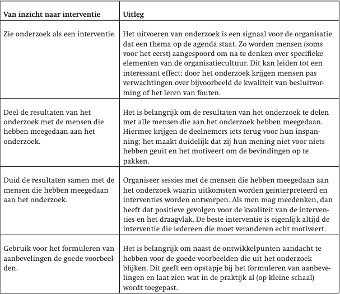 Van inzicht naar interventie
Uitleg
Zie onderzoek als een interventie.
Het uitvoeren van onderzoek is een signaal voor de organisatie
dat een thema op de agenda staat. Zo worden mensen (soms
voor het eerst) aangespoord om na te denken over specifieke
elementen van de organisatiecultuur. Dit kan leiden tot een
interessant effect: door het onderzoek krijgen mensen pas
verwachtingen over bijvoorbeeld de kwaliteit van besluitvor-
ming of het leren van fouten.
Deel de resultaten van het
onderzoek met de mensen die
hebben meegedaan aan het
onderzoek.
Het is belangrijk om de resultaten van het onderzoek te delen
met alle mensen die aan het onderzoek hebben meegedaan.
Hiermee krijgen de deelnemers iets terug voor hun inspan-
ning; het maakt duidelijk dat zij hun mening niet voor niets
hebben geuit en het motiveert om de bevindingen op te
pakken.
Duid de resultaten samen met de
mensen die hebben meegedaan
aan het onderzoek.
Organiseer sessies met de mensen die hebben meegedaan aan
het onderzoek waarin uitkomsten worden geïnterpreteerd en
interventies worden ontworpen. Als men mag meedenken, dan
heeft dat positieve gevolgen voor de kwaliteit van de interven-
ties en het draagvlak. De beste interventie is eigenlijk altijd de
interventie die iedereen die moet veranderen echt motiveert.
Gebruik voor het formuleren van
aanbevelingen de goede voorbeel-
den.
Het is belangrijk om naast de ontwikkelpunten aandacht te
hebben voor de goede voorbeelden die uit het onderzoek
blijken. Dit geeft een opstapje bij het formuleren van aanbeve-
lingen en laat zien wat in de praktijk al (op kleine schaal)
wordt toegepast.